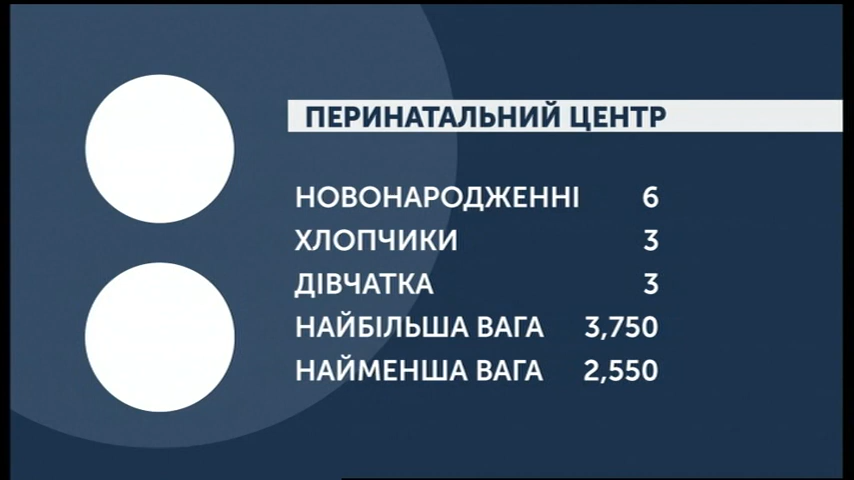 ПЕРИНАТАЛЬНИЙ ЦЕНТР
НОВОНАРОДЖЕННІ 6
ХЛОПЧИКИ 3
ДІВЧАТКА 3
НАЙБІЛЬША ВАГА 3,750
НАЙМЕНША ВАГА 2,550